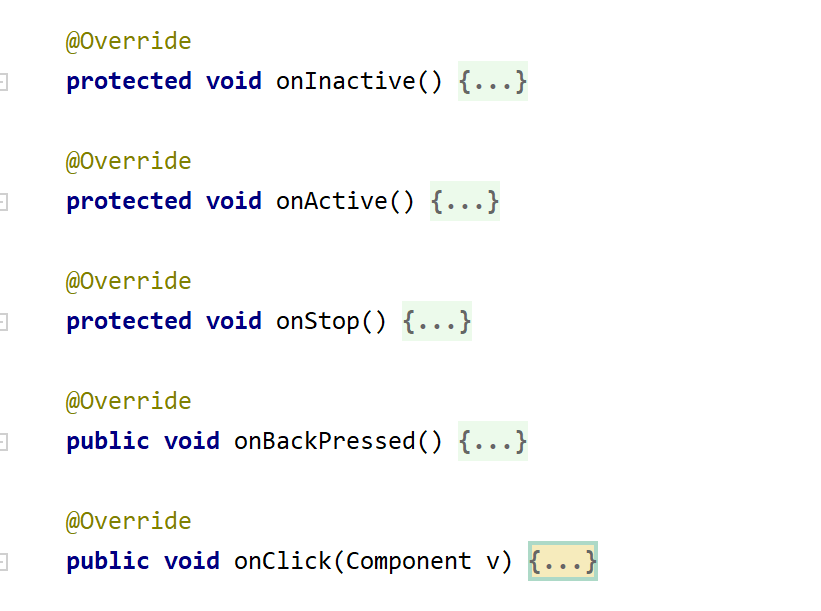 @Override
protected void onInactive() {...}
@Override
protected void onActive() {...}
@Override
protected void onStop() {...}
@Override
public void onBackPressed() {...}
@Override
public void onClick(Component v) {...}